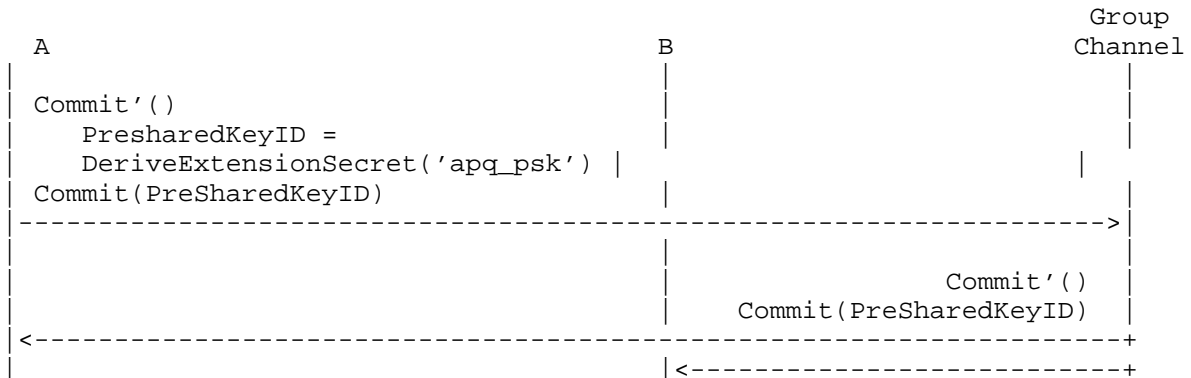 Group
A B Channel
Commit'()
PresharedKeyID =
DeriveExtensionSecret('apq_psk')
Commit(PreSharedKeyID)
Commit'()
Commit(PreSharedKeyID)